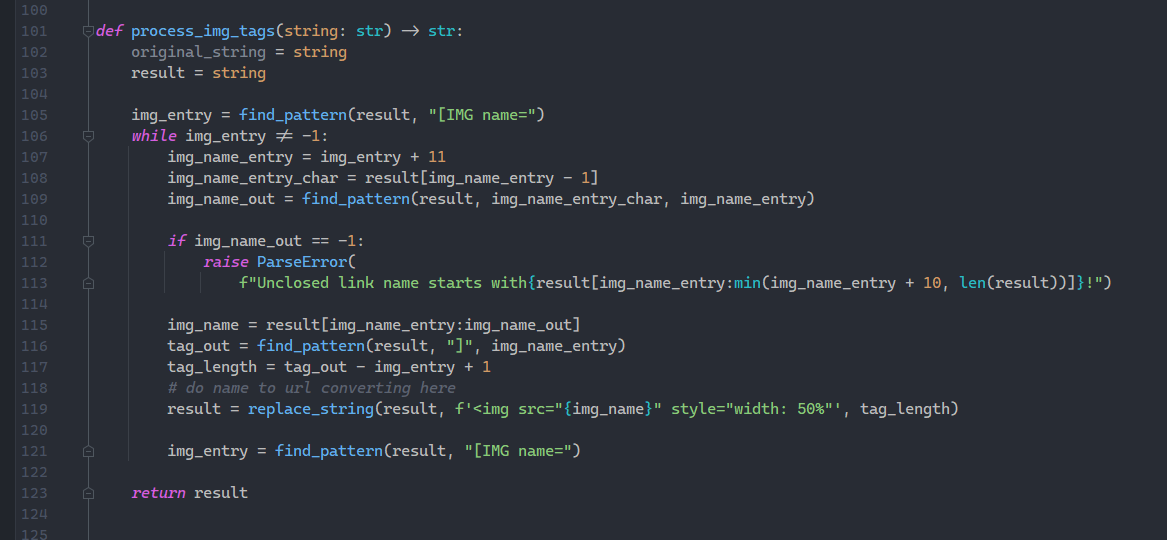 100
101 def process_img_tags(string: str) -> str:
102     original_string = string
103     result = string
104
105     img_entry = find_pattern(result, "[IMG name=")
106     while img_entry != -1:
107         img_name_entry = img_entry + 11
108         img_name_entry_char = result[img_name_entry - 1]
109         img_name_out = find_pattern(result, img_name_entry_char, img_name_entry)
110
111         if img_name_out == -1:
112             raise ParseError(
113                 f"Unclosed link name starts with{result[img_name_entry:min(img_name_entry + 10, len(result))]}!")
114
115         img_name = result[img_name_entry:img_name_out]
116         tag_out = find_pattern(result, "]", img_name_entry)
117         tag_length = tag_out - img_entry + 1
118         # do name to url converting here
119         result = replace_string(result, f'<img src="{img_name}" style="width: 50%"', tag_length)
120
121         img_entry = find_pattern(result, "[IMG name=")
122
123     return result
124
125